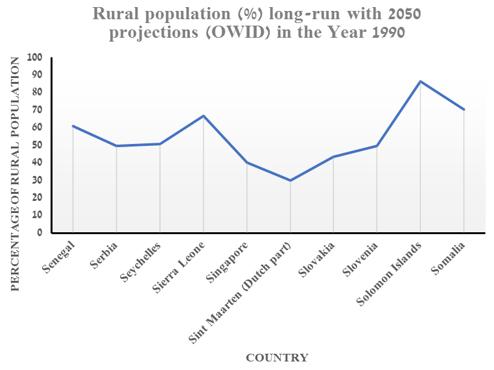 Rural population (%) long-run with 2050
projections (OWID) in the Year 1990
PERCENTAGE OF RURAL POPULATION
100
90
80
70
60
50
40
30
20
10
0
Senegal
Serbia
Seychelles
Sierra Leone
Singapore
Sint Maarten (Dutch part)
Slovakia
Slovenia
Solomon Islands
Somalia
COUNTRY